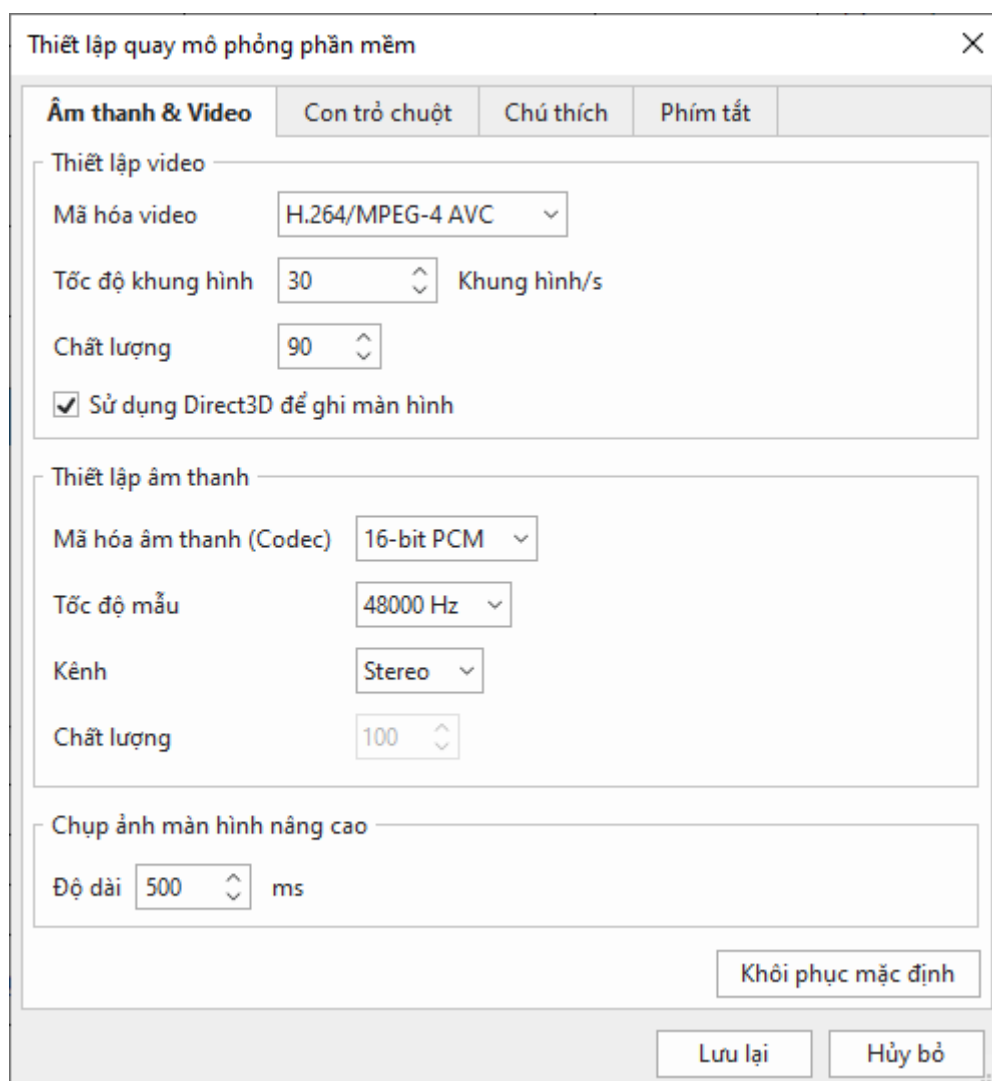 Thiết lập quay mô phỏng phần mềm
Âm thanh & Video Con trỏ chuột Chú thích Phím tắt
Thiết lập video
Mã hóa video H.264/MPEG-4 AVC
Tốc độ khung hình 30 Khung hình/s
Chất lượng 90
Sử dụng Direct3D để ghi màn hình
Thiết lập âm thanh
Mã hóa âm thanh (Codec) 16-bit PCM
Tốc độ mẫu 48000 Hz
Kênh Stereo
Chất lượng 100
Chụp ảnh màn hình nâng cao
Độ dài 500 ms
Khôi phục mặc định
Lưu lại Hủy bỏ